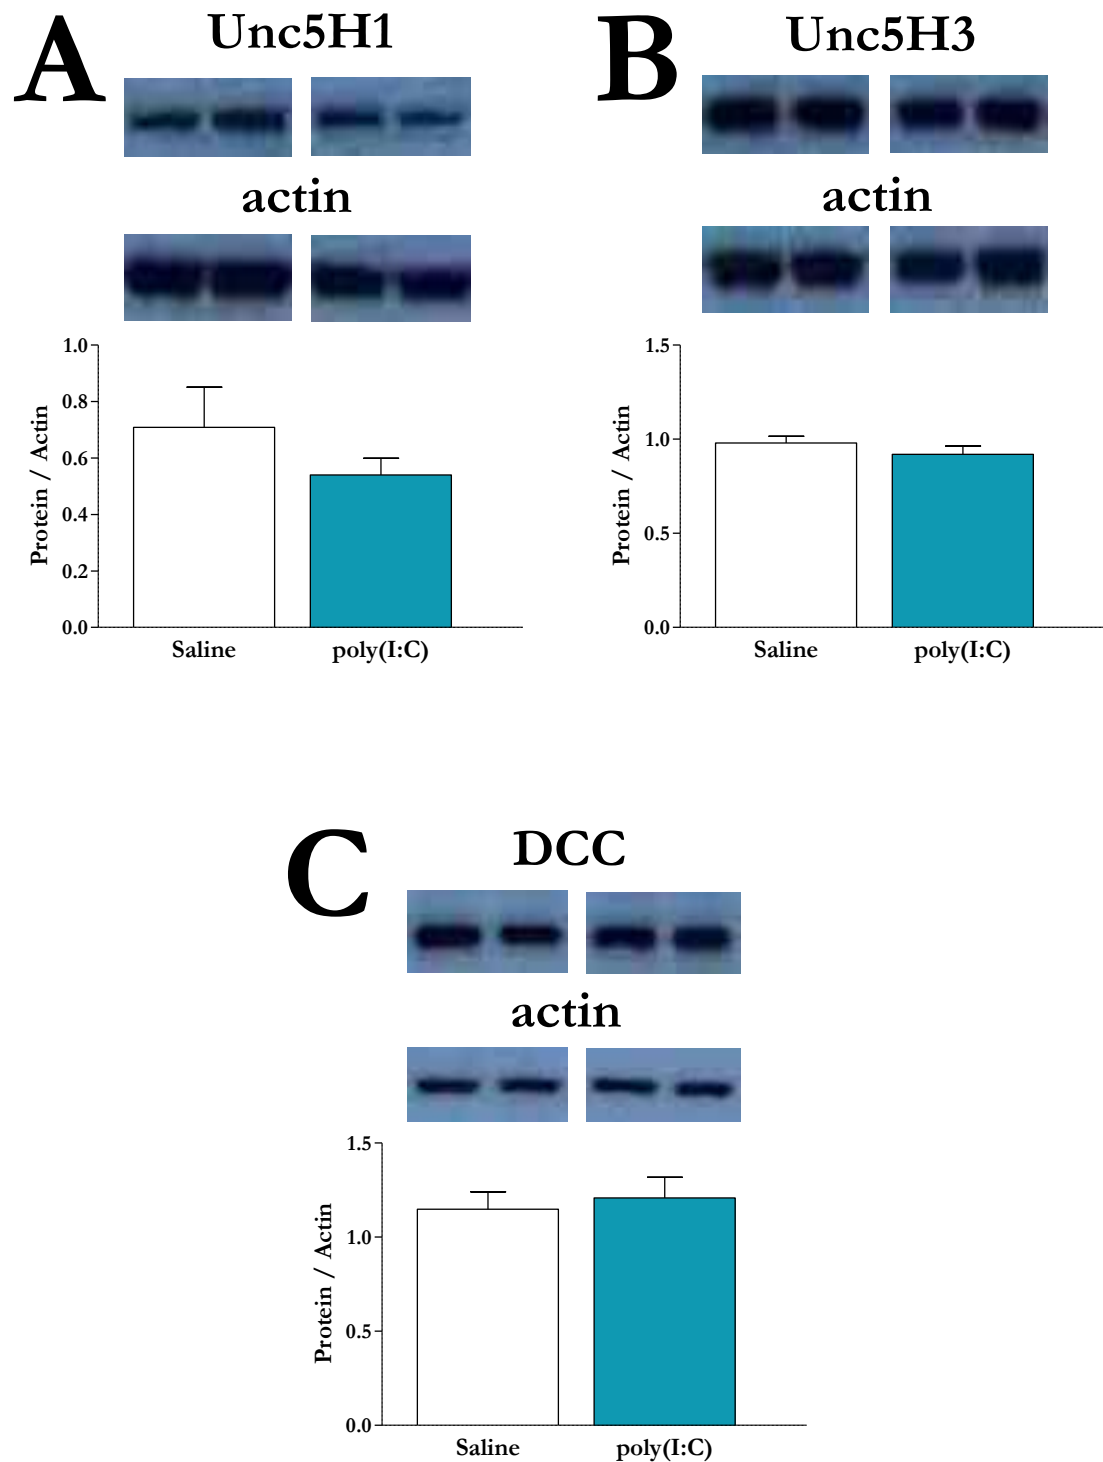 A
Unc5H1
actin
1.0
0.8
0.6
0.4
0.2
0.0
Protein / Actin
Saline
poly(I:C)
B
Unc5H3
actin
1.5
1.0
0.5
0.0
Protein / Actin
Saline
poly(I:C)
C
DCC
actin
1.5
1.0
0.5
0.0
Protein / Actin
Saline
poly(I:C)